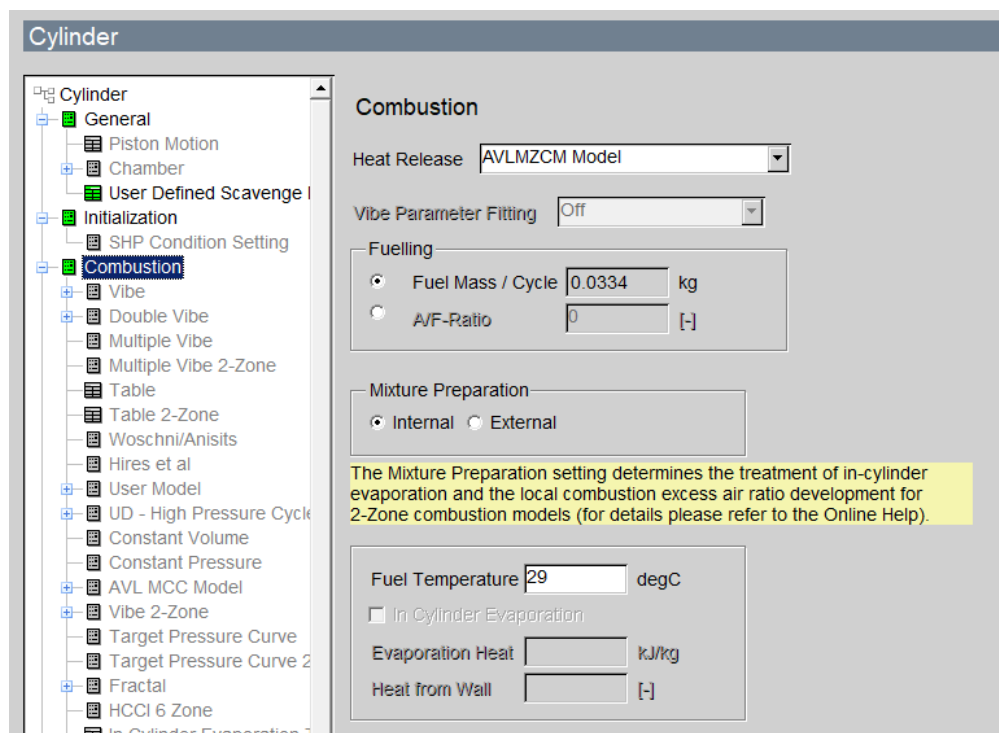 Cylinder
Cylinder
General
Piston Motion
Chamber
User Defined Scavenge
Initialization
SHP Condition Setting
Combustion
Vibe
Double Vibe
Multiple Vibe
Multiple Vibe 2-Zone
Table
Table 2-Zone
Woschni/Anisits
Hires et al
User Model
UD - High Pressure Cycle
Constant Volume
Constant Pressure
AVL MCC Model
Vibe 2-Zone
Target Pressure Curve
Target Pressure Curve 2
Fractal
HCCI 6 Zone
In Cylinder Evaporation
Combustion
Heat Release AVLMZCM Model
Vibe Parameter Fitting Off
Fuelling
Fuel Mass / Cycle 0.0334 kg
A/F-Ratio 0 [-]
Mixture Preparation
Internal External
The Mixture Preparation setting determines the treatment of in-cylinder
evaporation and the local combustion excess air ratio development for
2-Zone combustion models (for details please refer to the Online Help).
Fuel Temperature 29 degC
In Cylinder Evaporation
Evaporation Heat kJ/kg
Heat from Wall [-]